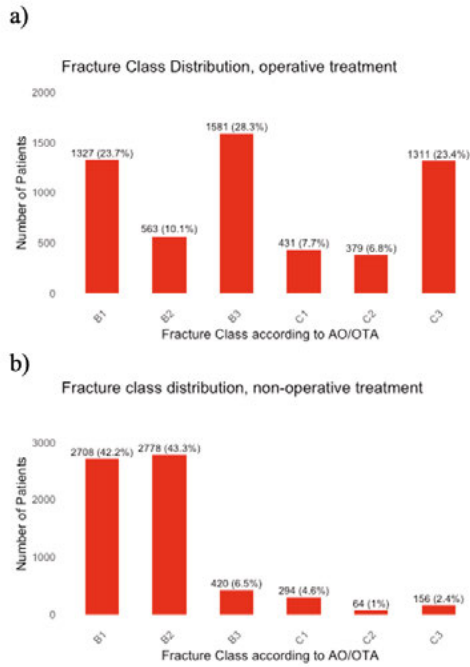 a)
Fracture Class Distribution, operative treatment
Number of Patients
2000
1500
1000
500
0
1327 (23.7%)
563 (10.1%)
1581 (28.3%)
431 (7.7%)
379 (6.8%)
1311 (23.4%)
B1
B2
B3
C1
C2
C3
Fracture Class according to AO/OTA
b)
Fracture class distribution, non-operative treatment
Number of Patients
3000
2000
1000
0
2708 (42.2%)
2778 (43.3%)
420 (6.5%)
294 (4.6%)
64 (1%)
156 (2.4%)
B1
B2
B3
C1
C2
C3
Fracture Class according to AO/OTA